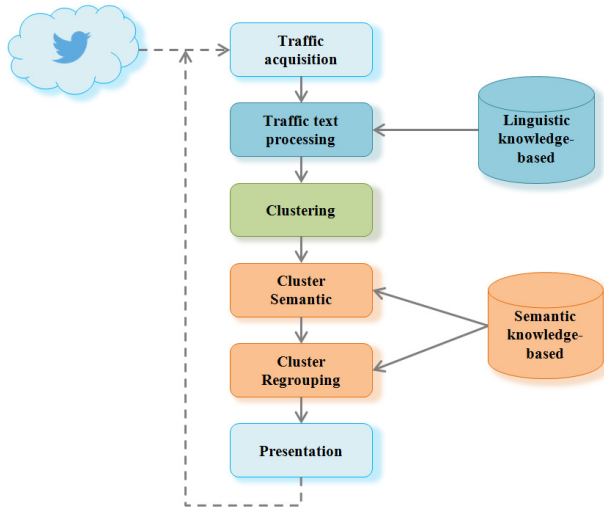 Traffic
acquisition
Traffic text
processing
Linguistic
knowledge-
based
Clustering
Cluster
Semantic
Semantic
knowledge-
based
Cluster
Regrouping
Presentation